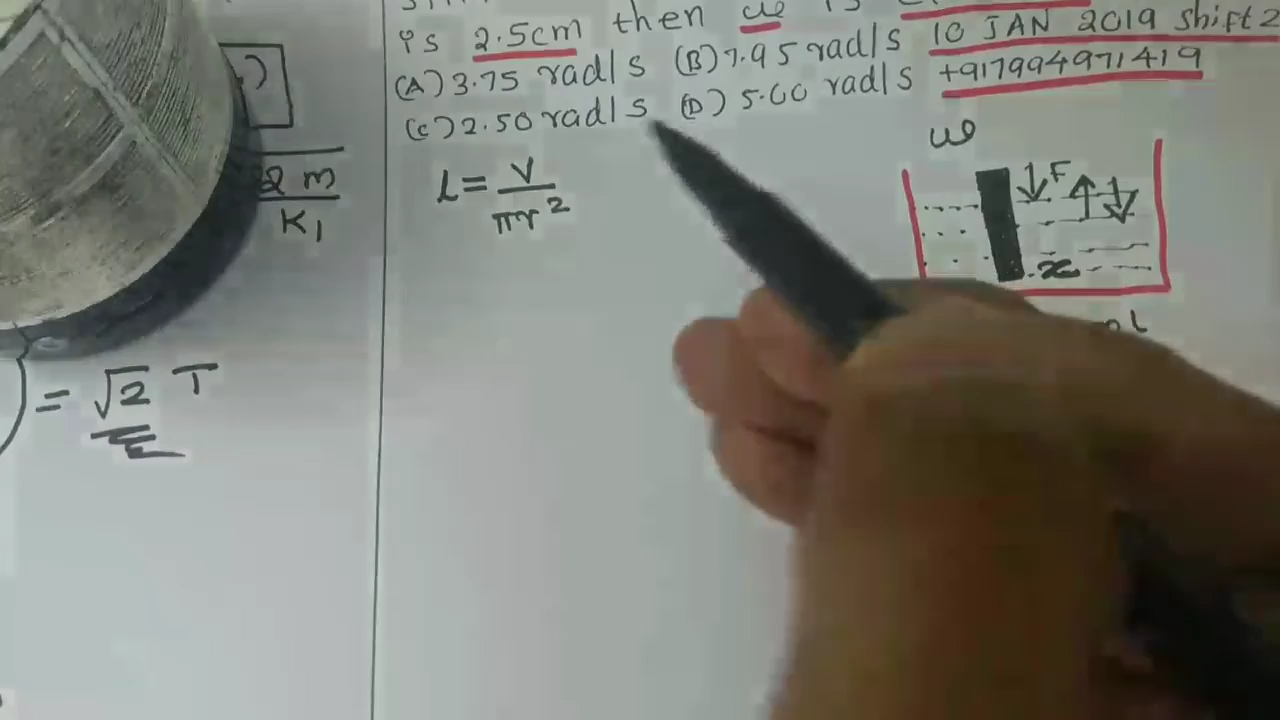 is 2.5cm then ω is
10 JAN 2019 shift 2
(A) 3.75 rad/s (B) 7.95 rad/s
+917994971419
(C) 2.50 rad/s (D) 5.00 rad/s
ω
2 m
K1
L = V
πr²
F
x
= √2 T